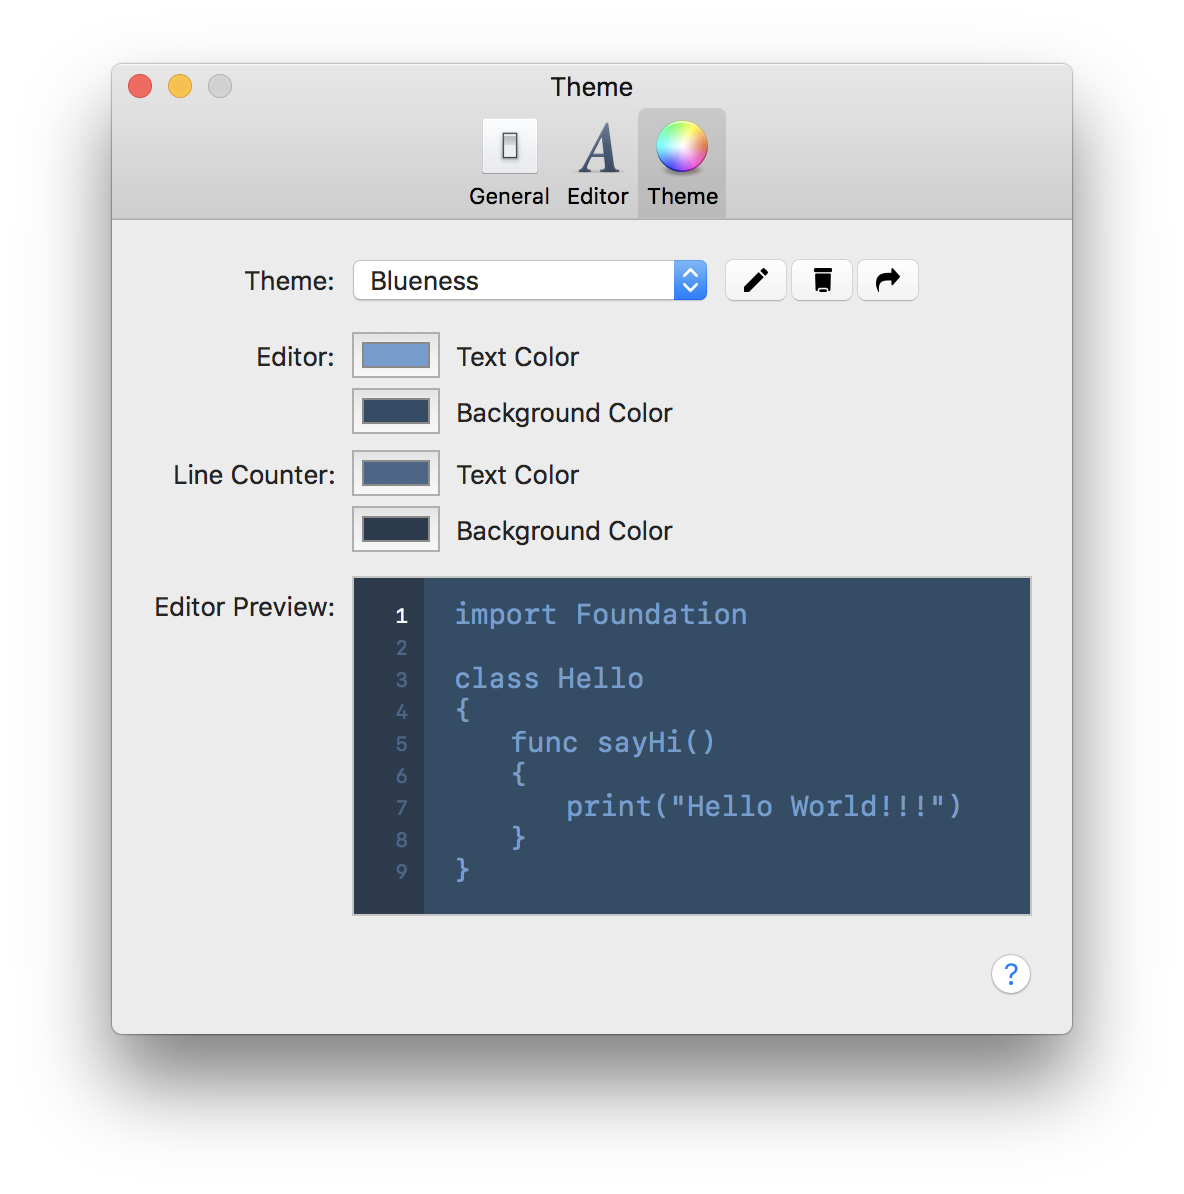 Theme
General Editor Theme
Theme: Blueness
Editor: Text Color
Background Color
Line Counter: Text Color
Background Color
Editor Preview:
1 import Foundation
2
3 class Hello
4 {
5 func sayHi()
6 {
7 print("Hello World!!!")
8 }
9 }
?